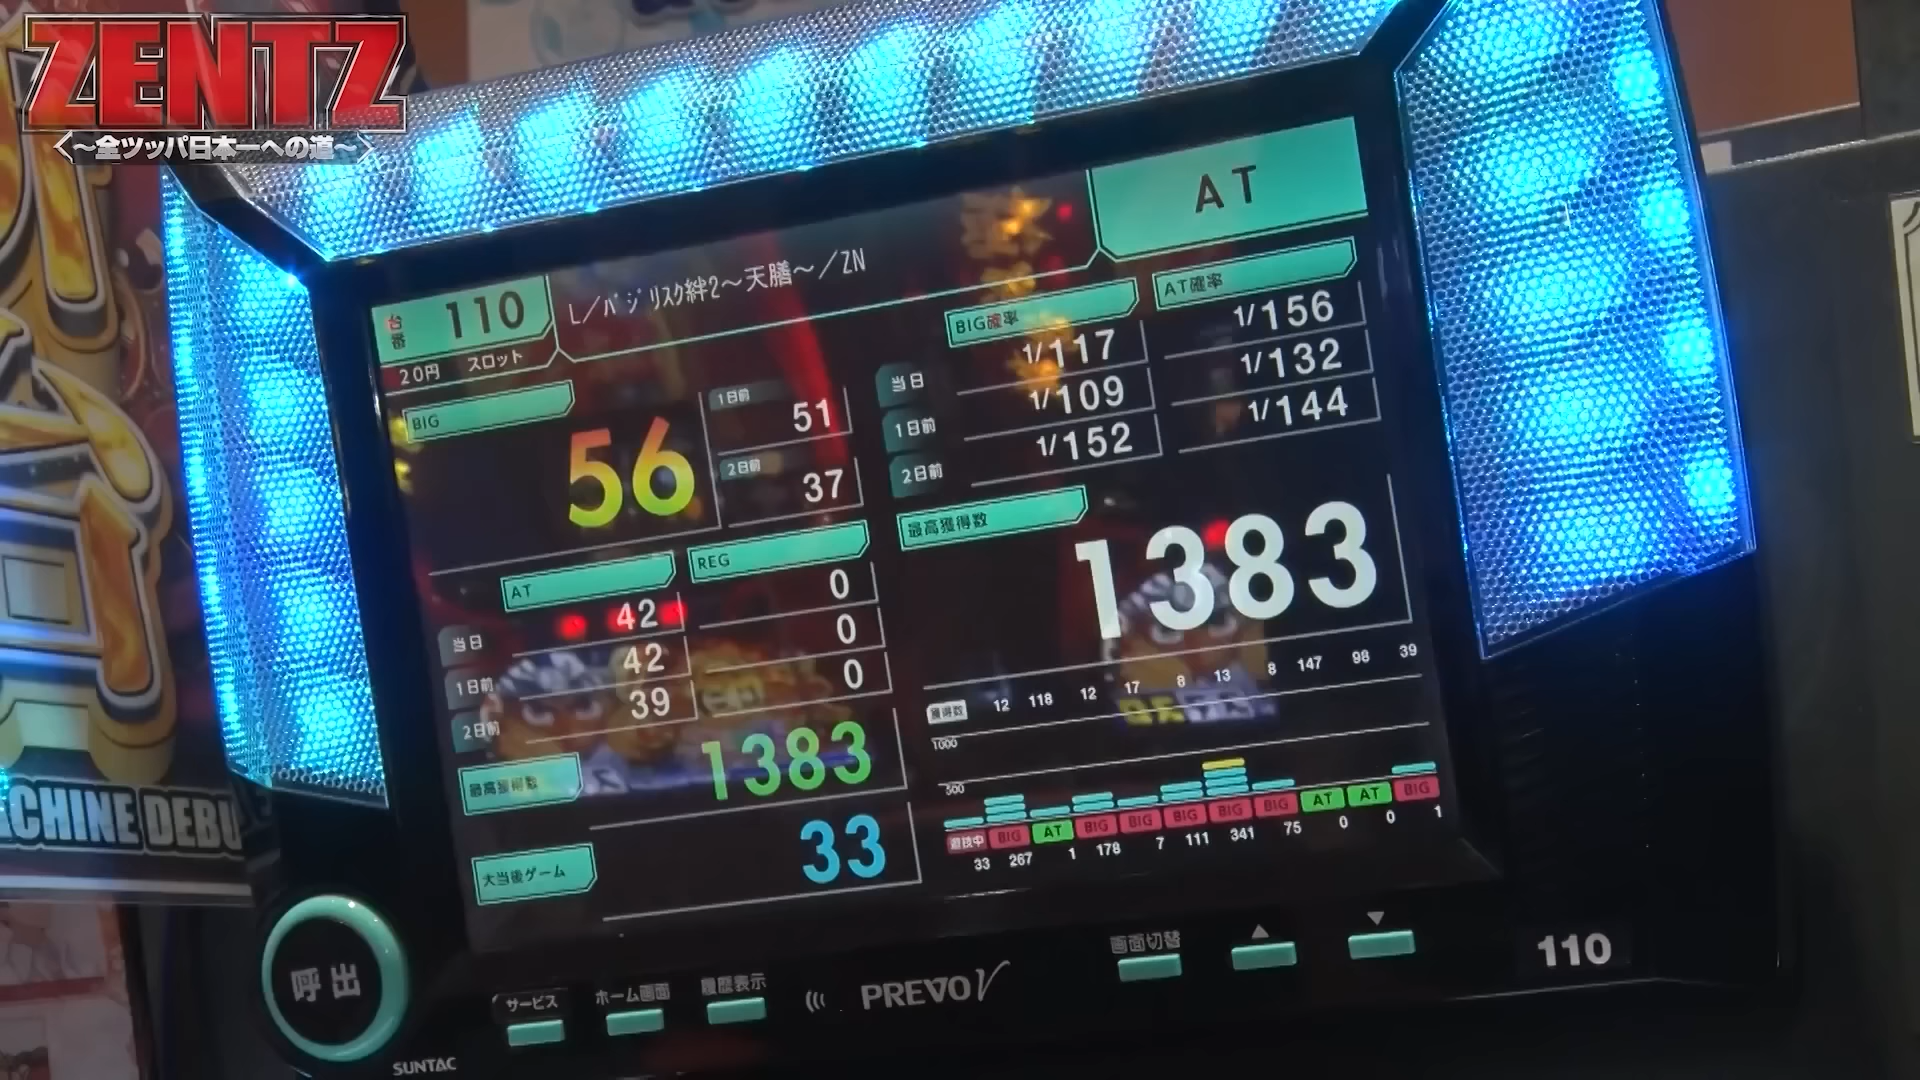 ZENTZ
〈〜全ツッパ日本一への道〜〉
AT
台番 110
L/バジリスク絆2〜天膳〜/ZN
20円 スロット
BIG
56
1日前 51
2日前 37
BIG確率 AT確率
当日 1/117 1/156
1日前 1/109 1/132
2日前 1/152 1/144
AT REG
当日 42 0
1日前 42 0
2日前 39 0
最高獲得数
1383
最高獲得数 1383
大当後ゲーム 33
獲得数 12 118 12 17 8 13 8 147 98 39
1000
500
遊技中 BIG AT BIG BIG BIG BIG BIG AT AT BIG
33 267 1 178 7 111 341 75 0 0 1
呼出
サービス
ホーム画面
履歴表示
PREVO V
画面切替
▲
▼
110
SUNTAC
MACHINE DEBU